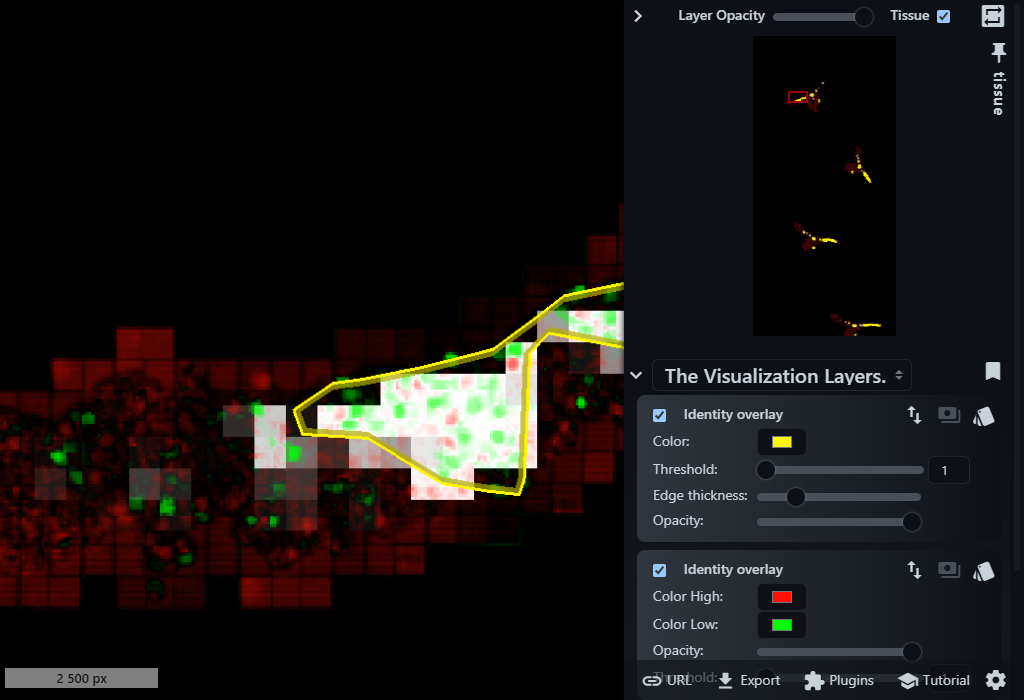 Layer Opacity
Tissue
tissue
The Visualization Layers.
Identity overlay
Color:
Threshold:
1
Edge thickness:
Opacity:
Identity overlay
Color High:
Color Low:
Opacity:
Threshold:
URL
Export
Plugins
Tutorial
2 500 px